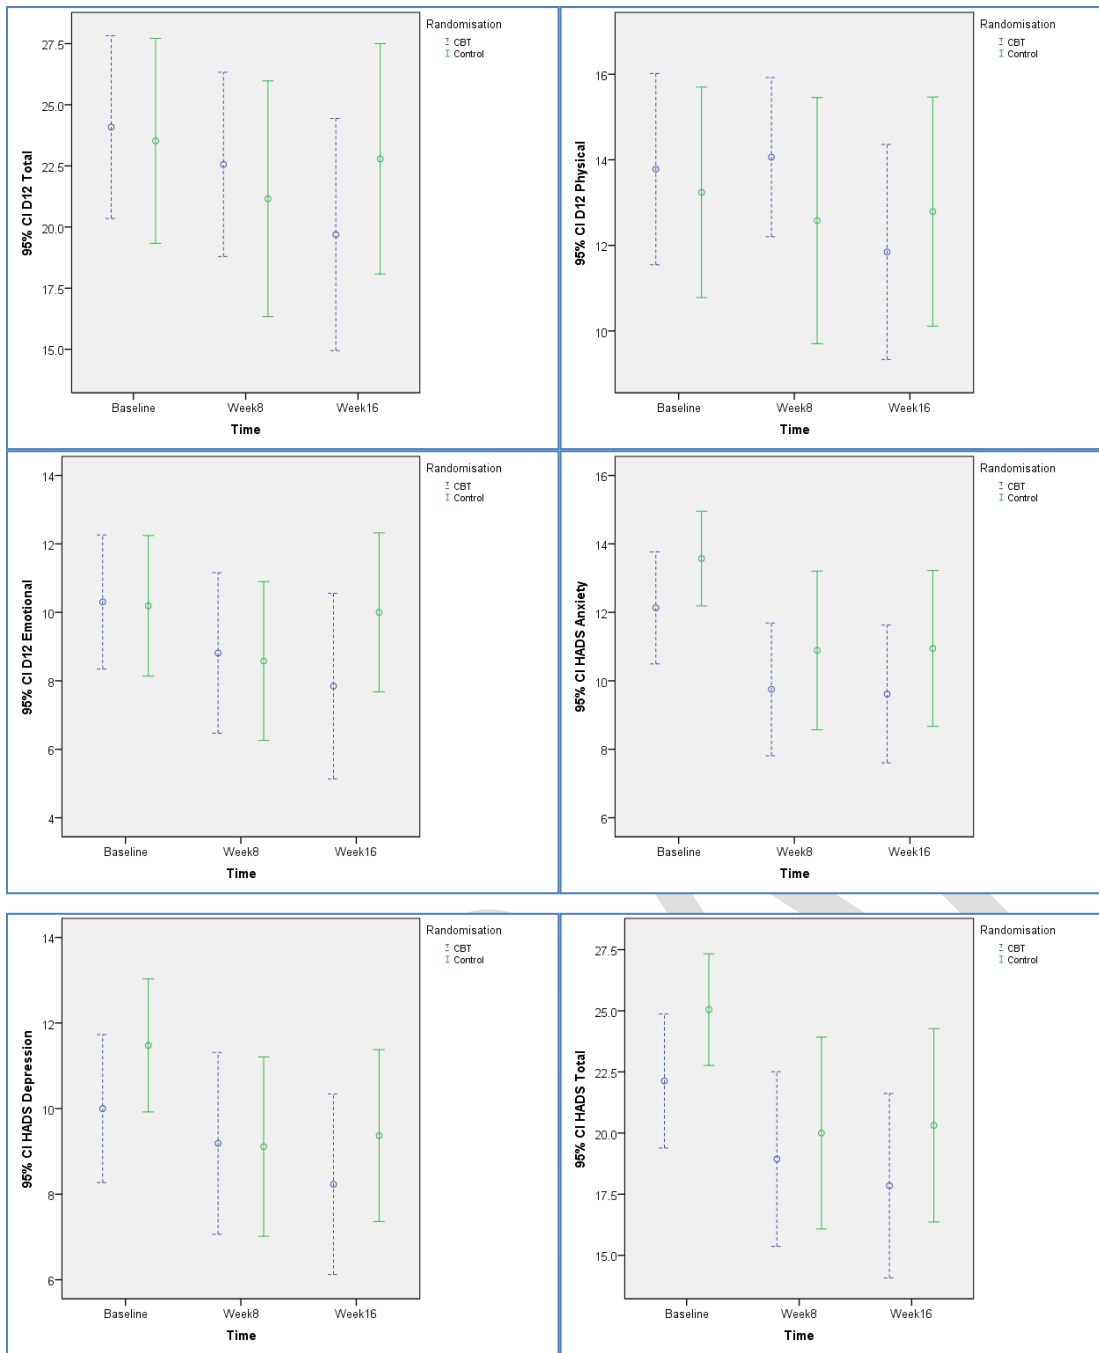 Randomisation
CBT
Control
95% CI D12 Total
27.5
25.0
22.5
20.0
17.5
15.0
Baseline
Week8
Week16
Time
Randomisation
CBT
Control
95% CI D12 Physical
16
14
12
10
Baseline
Week8
Week16
Time
Randomisation
CBT
Control
95% CI D12 Emotional
14
12
10
8
6
4
Baseline
Week8
Week16
Time
Randomisation
CBT
Control
95% CI HADS Anxiety
16
14
12
10
8
6
Baseline
Week8
Week16
Time
Randomisation
CBT
Control
95% CI HADS Depression
14
12
10
8
6
Baseline
Week8
Week16
Time
Randomisation
CBT
Control
95% CI HADS Total
27.5
25.0
22.5
20.0
17.5
15.0
Baseline
Week8
Week16
Time